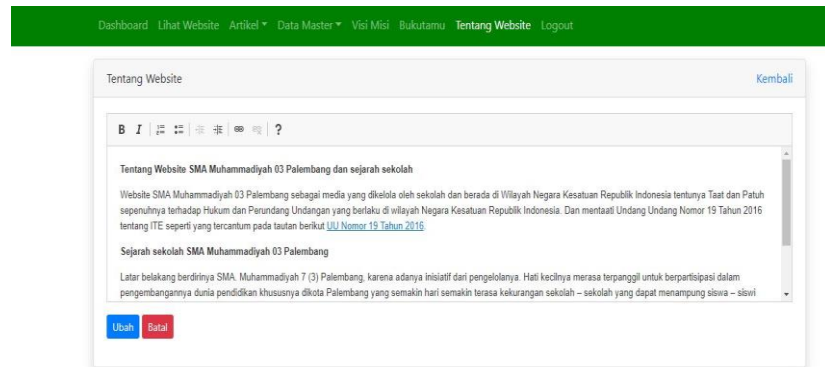 Dashboard Lihat Website Artikel Data Master Visi Misi Bukutamu Tentang Website Logout
Tentang Website Kembali
B I ?
Tentang Website SMA Muhammadiyah 03 Palembang dan sejarah sekolah
Website SMA Muhammadiyah 03 Palembang sebagai media yang dikelola oleh sekolah dan berada di Wilayah Negara Kesatuan Republik Indonesia tentunya Taat dan Patuh
sepenuhnya terhadap Hukum dan Perundang Undangan yang berlaku di wilayah Negara Kesatuan Republik Indonesia. Dan mentaati Undang Undang Nomor 19 Tahun 2016
tentang ITE seperti yang tercantum pada tautan berikut UU Nomor 19 Tahun 2016.
Sejarah sekolah SMA Muhammadiyah 03 Palembang
Latar belakang berdirinya SMA. Muhammadiyah 7 (3) Palembang, karena adanya inisiatif dari pengelolanya. Hati kecilnya merasa terpanggil untuk berpartisipasi dalam
pengembangannya dunia pendidikan khususnya dikota Palembang yang semakin hari semakin terasa kekurangan sekolah – sekolah yang dapat menampung siswa – siswi
Ubah Batal